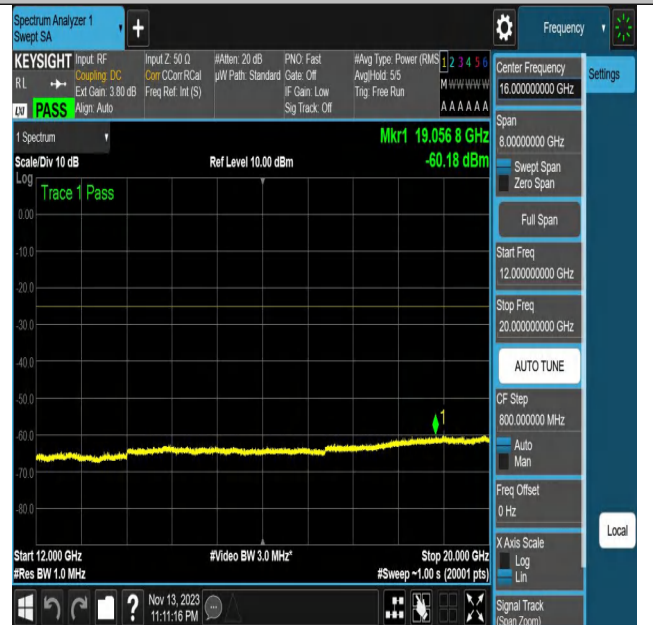 Spectrum Analyzer 1
Swept SA
Frequency
KEYSIGHT
RL
LXI
PASS
Input: RF
Coupling: DC
Ext Gain: 3.80 dB
Align: Auto
Input Z: 50 Ω
Corr CCorr RCal
Freq Ref: Int (S)
#Atten: 20 dB
µW Path: Standard
PNO: Fast
Gate: Off
IF Gain: Low
Sig Track: Off
#Avg Type: Power (RMS
Avg|Hold: 5/5
Trig: Free Run
1 2 3 4 5 6
M W W W W W
A A A A A A
1 Spectrum
Scale/Div 10 dB
Log
Ref Level 10.00 dBm
Mkr1 19.056 8 GHz
-60.18 dBm
Trace 1 Pass
0.00
-10.0
-20.0
-30.0
-40.0
-50.0
-60.0
-70.0
-80.0
1
Start 12.000 GHz
#Res BW 1.0 MHz
#Video BW 3.0 MHz*
Stop 20.000 GHz
#Sweep ~1.00 s (20001 pts)
Nov 13, 2023
11:11:16 PM
Center Frequency
16.000000000 GHz
Settings
Span
8.00000000 GHz
Swept Span
Zero Span
Full Span
Start Freq
12.000000000 GHz
Stop Freq
20.000000000 GHz
AUTO TUNE
CF Step
800.000000 MHz
Auto
Man
Freq Offset
0 Hz
X Axis Scale
Log
Lin
Local
Signal Track
(Span Zoom)